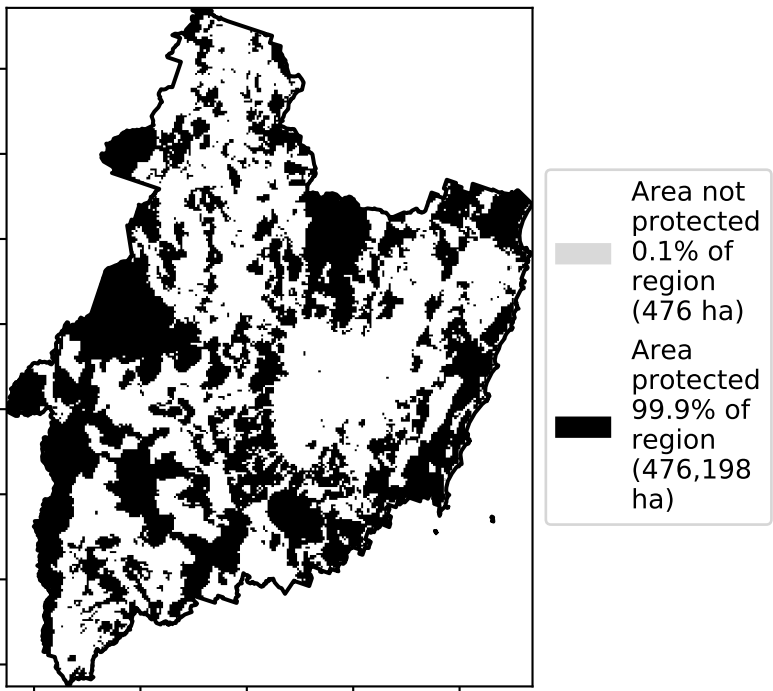 Area not
protected
0.1% of
region
(476 ha)
Area
protected
99.9% of
region
(476,198
ha)